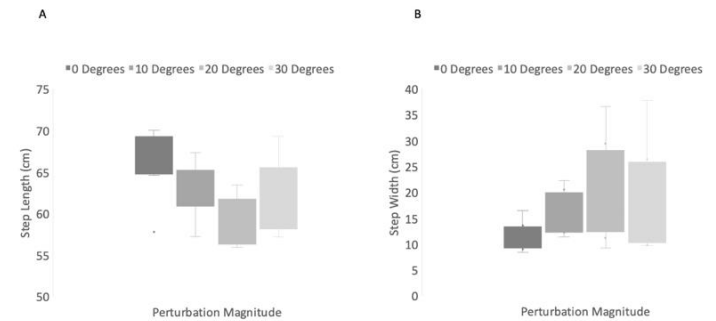 A
0 Degrees 10 Degrees 20 Degrees 30 Degrees
75
70
65
60
55
50
Step Length (cm)
Perturbation Magnitude
B
0 Degrees 10 Degrees 20 Degrees 30 Degrees
40
35
30
25
20
15
10
5
0
Step Width (cm)
Perturbation Magnitude